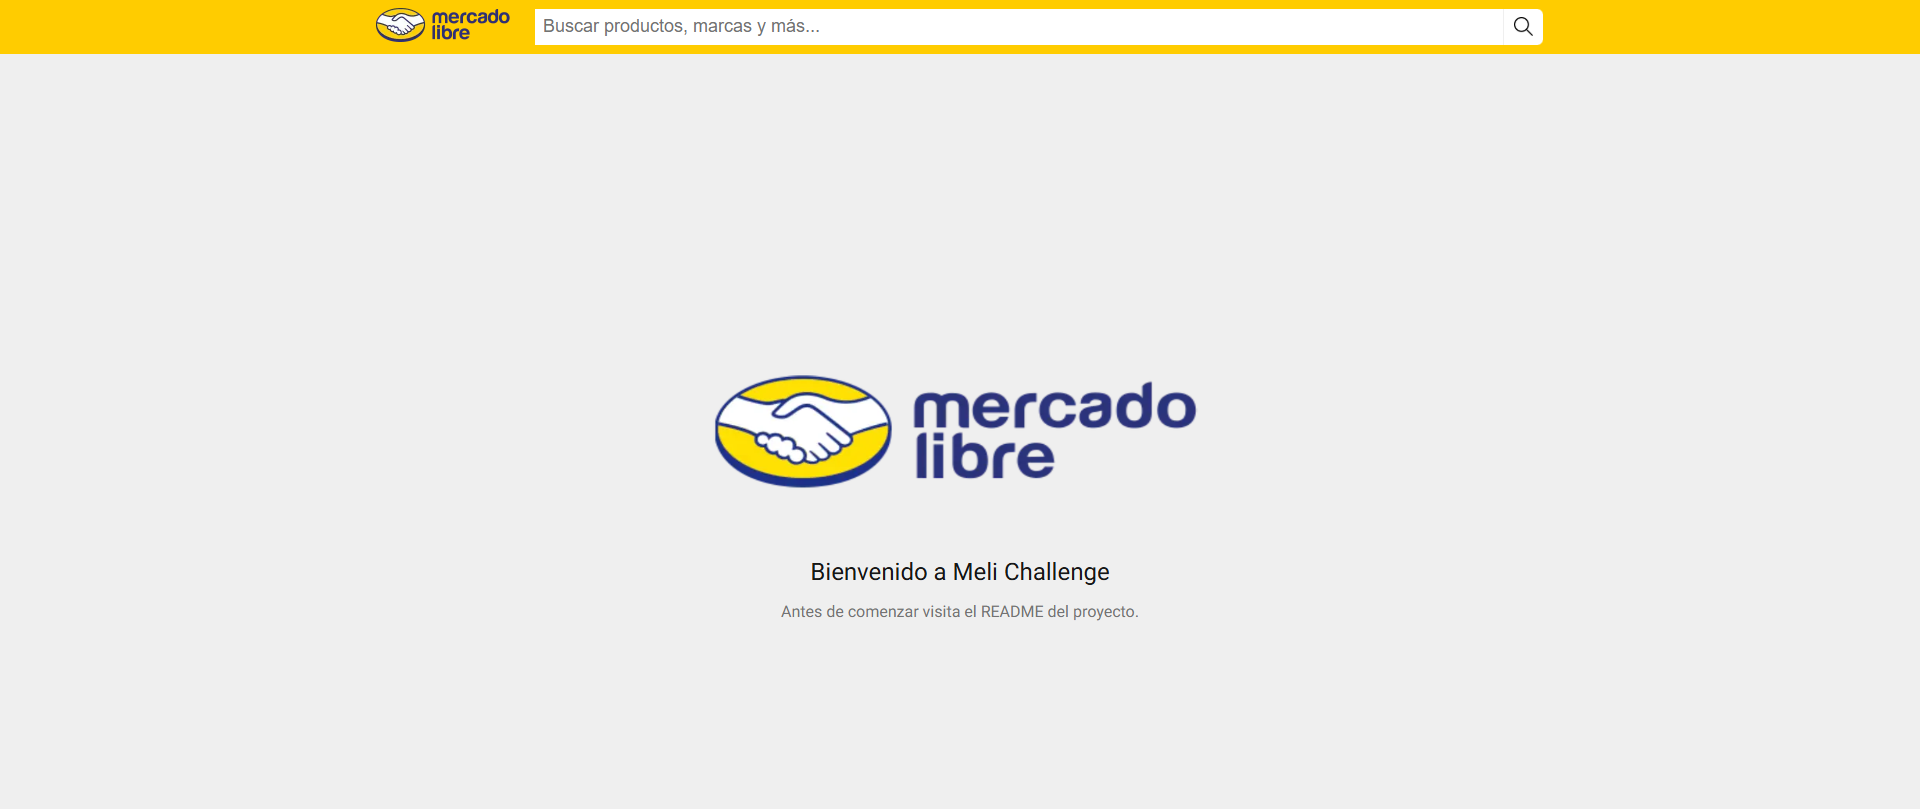 mercado
libre
Buscar productos, marcas y más...
mercado
libre
Bienvenido a Meli Challenge
Antes de comenzar visita el README del proyecto.